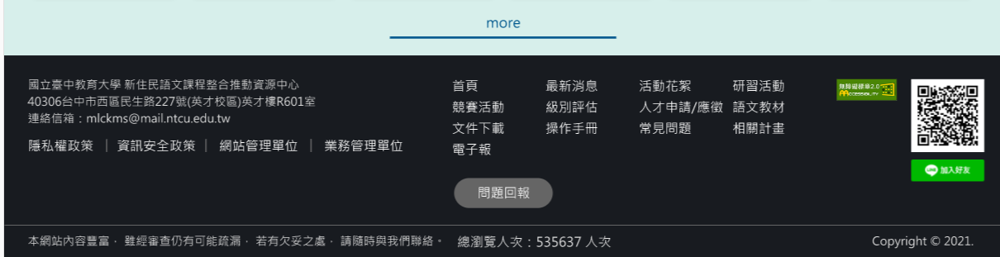 more
國立臺中教育大學 新住民語文課程整合推動資源中心
40306台中市西區民生路227號(英才校區)英才樓R601室
連絡信箱：mlckms@mail.ntcu.edu.tw
隱私權政策 | 資訊安全政策 | 網站管理單位 | 業務管理單位
首頁 最新消息 活動花絮 研習活動
競賽活動 級別評估 人才申請/應徵 語文教材
文件下載 操作手冊 常見問題 相關計畫
電子報
問題回報
無障礙標章2.0
AACCESSIBILITY
LINE 加入好友
本網站內容豐富，雖經審查仍有可能疏漏，若有欠妥之處，請隨時與我們聯絡。 總瀏覽人次：535637 人次
Copyright © 2021.